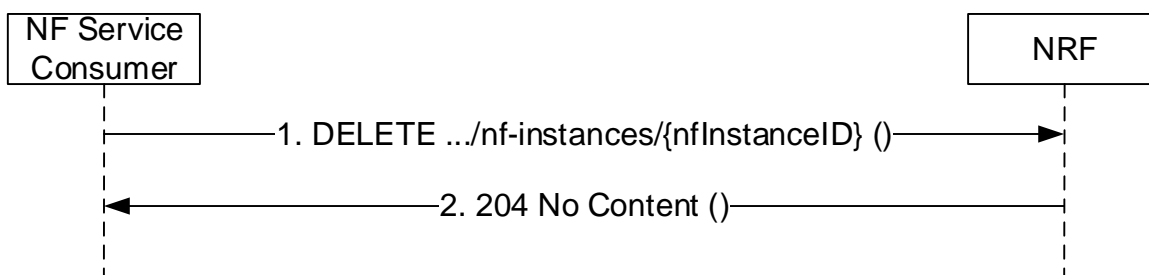 NF Service
Consumer
NRF
1. DELETE .../nf-instances/{nfInstanceID} ()
2. 204 No Content ()